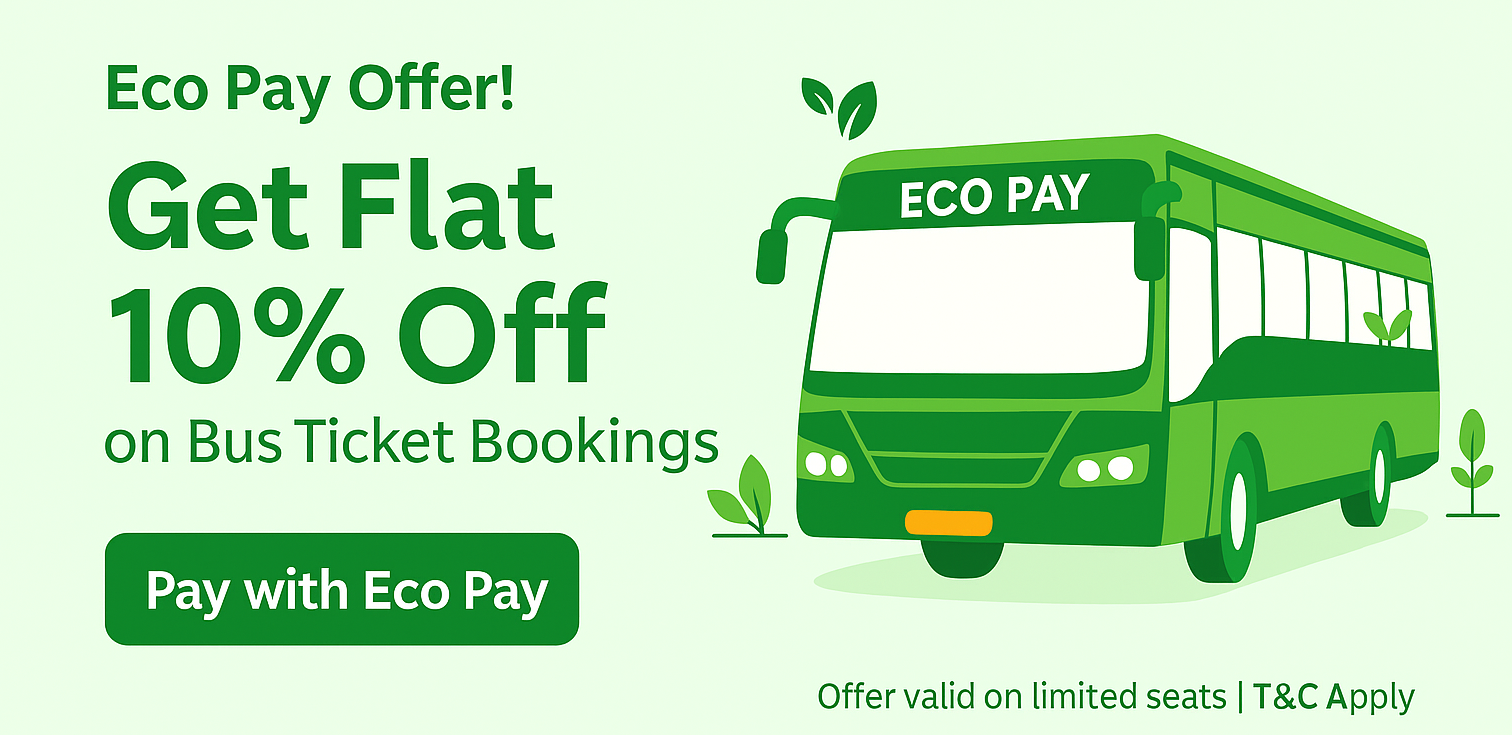 Eco Pay Offer!
Get Flat
10% Off
on Bus Ticket Bookings
Pay with Eco Pay
ECO PAY
Offer valid on limited seats | T&C Apply